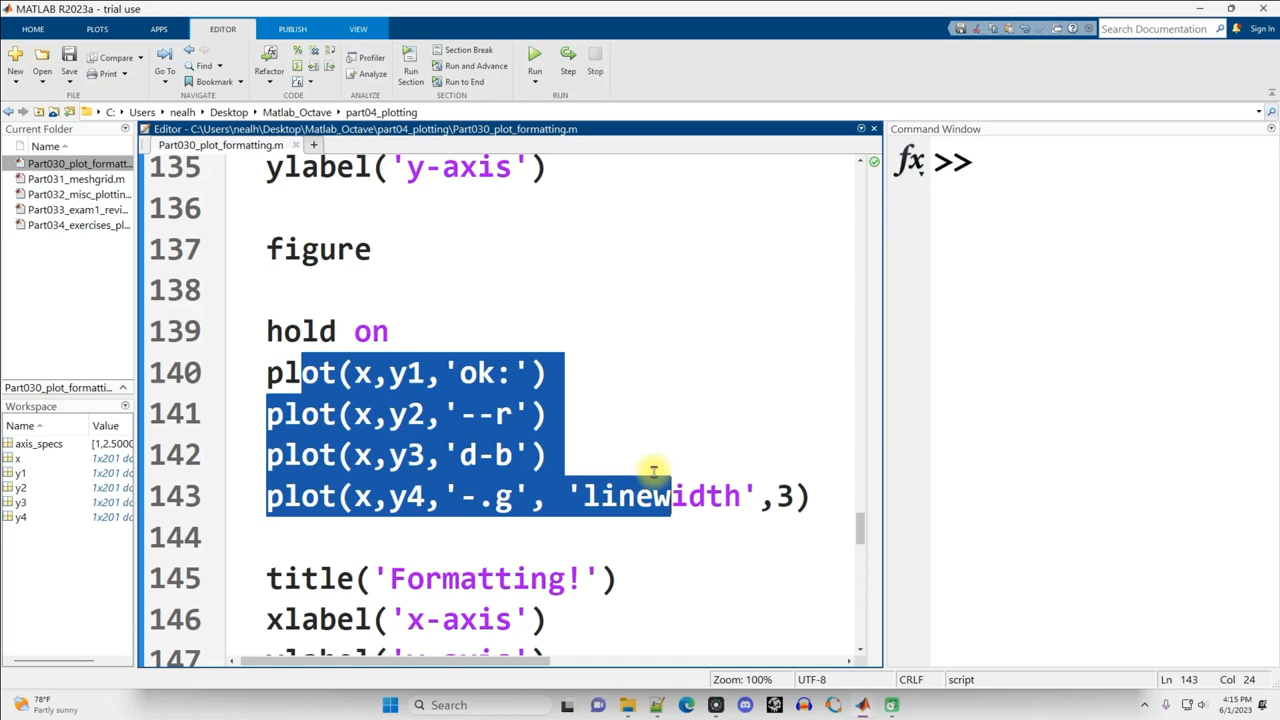 MATLAB R2023a - trial use
HOME PLOTS APPS EDITOR PUBLISH VIEW Search Documentation Sign In
New Open Save Compare Print Go To Find Bookmark Refactor Profiler Analyze Run Section Section Break Run and Advance Run to End Run Step Stop
FILE NAVIGATE CODE ANALYZE SECTION RUN
C: Users nealh Desktop Matlab_Octave part04_plotting
Current Folder
Name
Part030_plot_formatt...
Part031_meshgrid.m
Part032_misc_plottin...
Part033_exam1_revi...
Part034_exercises_pl...
Part030_plot_formatti...
Workspace
Name Value
axis_specs [1,2.5000
x 1x201 do
y1 1x201 do
y2 1x201 do
y3 1x201 do
y4 1x201 do
Editor - C:\Users\nealh\Desktop\Matlab_Octave\part04_plotting\Part030_plot_formatting.m
Part030_plot_formatting.m +
135 ylabel('y-axis')
136
137 figure
138
139 hold on
140 plot(x,y1,'ok:')
141 plot(x,y2,'--r')
142 plot(x,y3,'d-b')
143 plot(x,y4,'-.g', 'linewidth',3)
144
145 title('Formatting!')
146 xlabel('x-axis')
147 ylabel('y-axis')
Command Window
fx >>
Zoom: 100% UTF-8 CRLF script Ln 143 Col 24
78°F
Partly sunny
Search
4:15 PM
6/1/2023